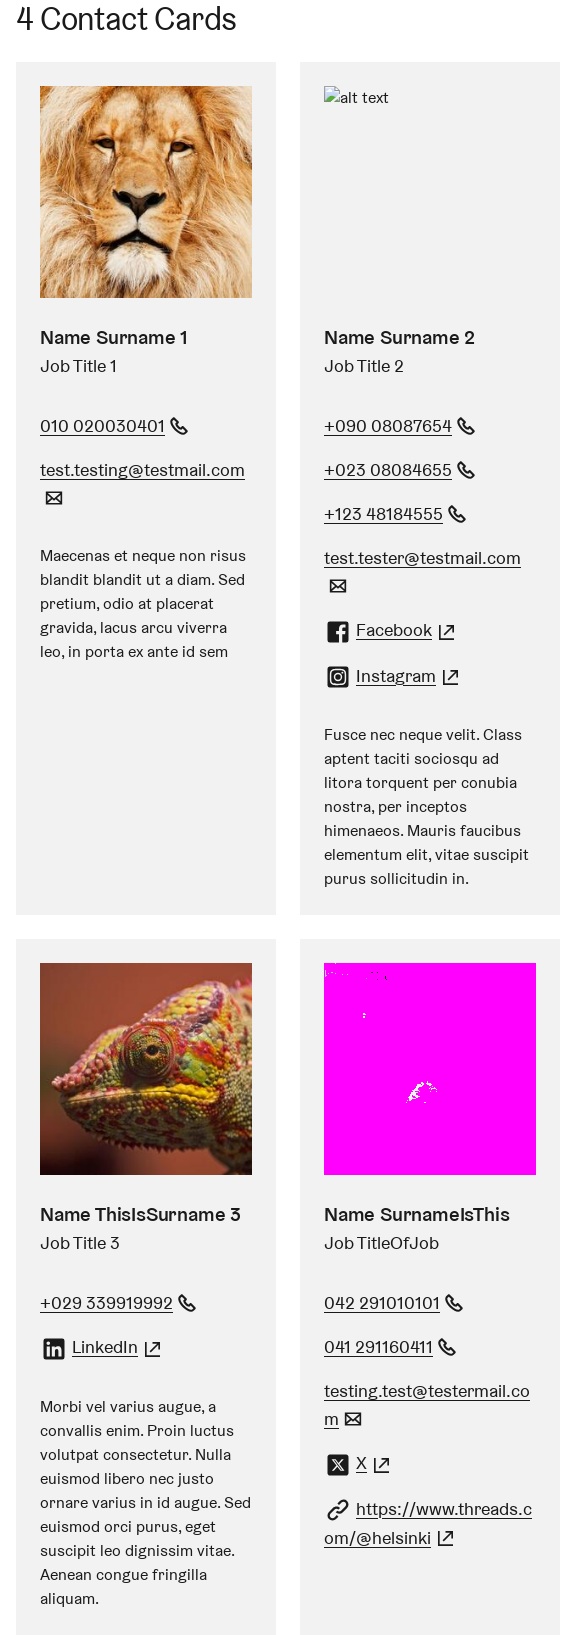 4 Contact Cards
Name Surname 1
Job Title 1
010 020030401
test.testing@testmail.com
Maecenas et neque non risus
blandit blandit ut a diam. Sed
pretium, odio at placerat
gravida, lacus arcu viverra
leo, in porta ex ante id sem
alt text
Name Surname 2
Job Title 2
+090 08087654
+023 08084655
+123 48184555
test.tester@testmail.com
Facebook
Instagram
Fusce nec neque velit. Class
aptent taciti sociosqu ad
litora torquent per conubia
nostra, per inceptos
himenaeos. Mauris faucibus
elementum elit, vitae suscipit
purus sollicitudin in.
Name ThisIsSurname 3
Job Title 3
+029 339919992
LinkedIn
Morbi vel varius augue, a
convallis enim. Proin luctus
volutpat consectetur. Nulla
euismod libero nec justo
ornare varius in id augue. Sed
euismod orci purus, eget
suscipit leo dignissim vitae.
Aenean congue fringilla
aliquam.
Name SurnameIsThis
Job TitleOfJob
042 291010101
041 291160411
testing.test@testermail.co
m
X
https://www.threads.c
om/@helsinki